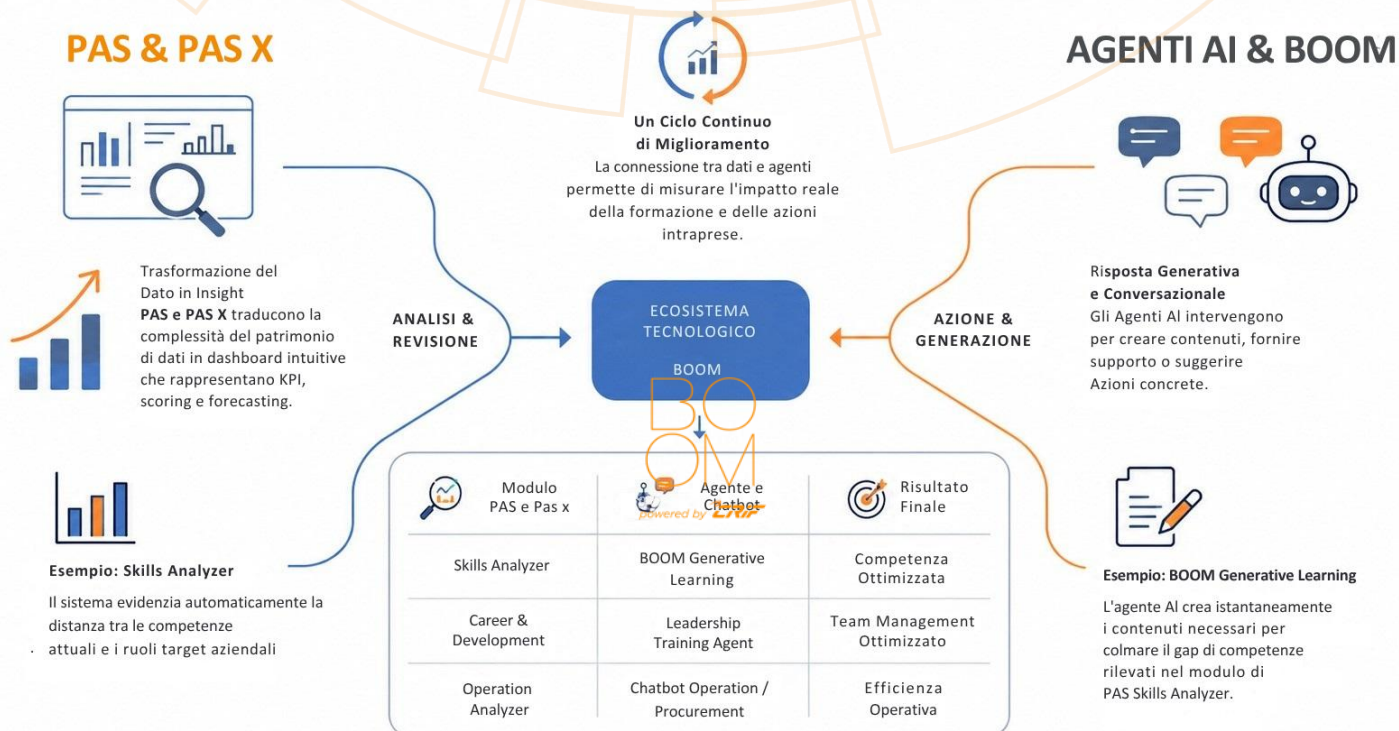 PAS & PAS X
Un Ciclo Continuo
di Miglioramento
La connessione tra dati e agenti
permette di misurare l'impatto reale
della formazione e delle azioni
intraprese.
AGENTI AI & BOOM
Trasformazione del
Dato in Insight
PAS e PAS X traducono la
complessità del patrimonio
di dati in dashboard intuitive
che rappresentano KPI,
scoring e forecasting.
ANALISI &
REVISIONE
ECOSISTEMA
TECNOLOGICO
BOOM
AZIONE &
GENERAZIONE
Risposta Generativa
e Conversazionale
Gli Agenti AI intervengono
per creare contenuti, fornire
supporto o suggerire
Azioni concrete.
BO
OM
powered by CRIF
Esempio: Skills Analyzer
Il sistema evidenzia automaticamente la
distanza tra le competenze
. attuali e i ruoli target aziendali
Modulo
PAS e Pas x
Agente e
Chatbot
Risultato
Finale
Skills Analyzer
BOOM Generative
Learning
Competenza
Ottimizzata
Career &
Development
Leadership
Training Agent
Team Management
Ottimizzato
Operation
Analyzer
Chatbot Operation /
Procurement
Efficienza
Operativa
Esempio: BOOM Generative Learning
L'agente AI crea istantaneamente
i contenuti necessari per
colmare il gap di competenze
rilevati nel modulo di
PAS Skills Analyzer.